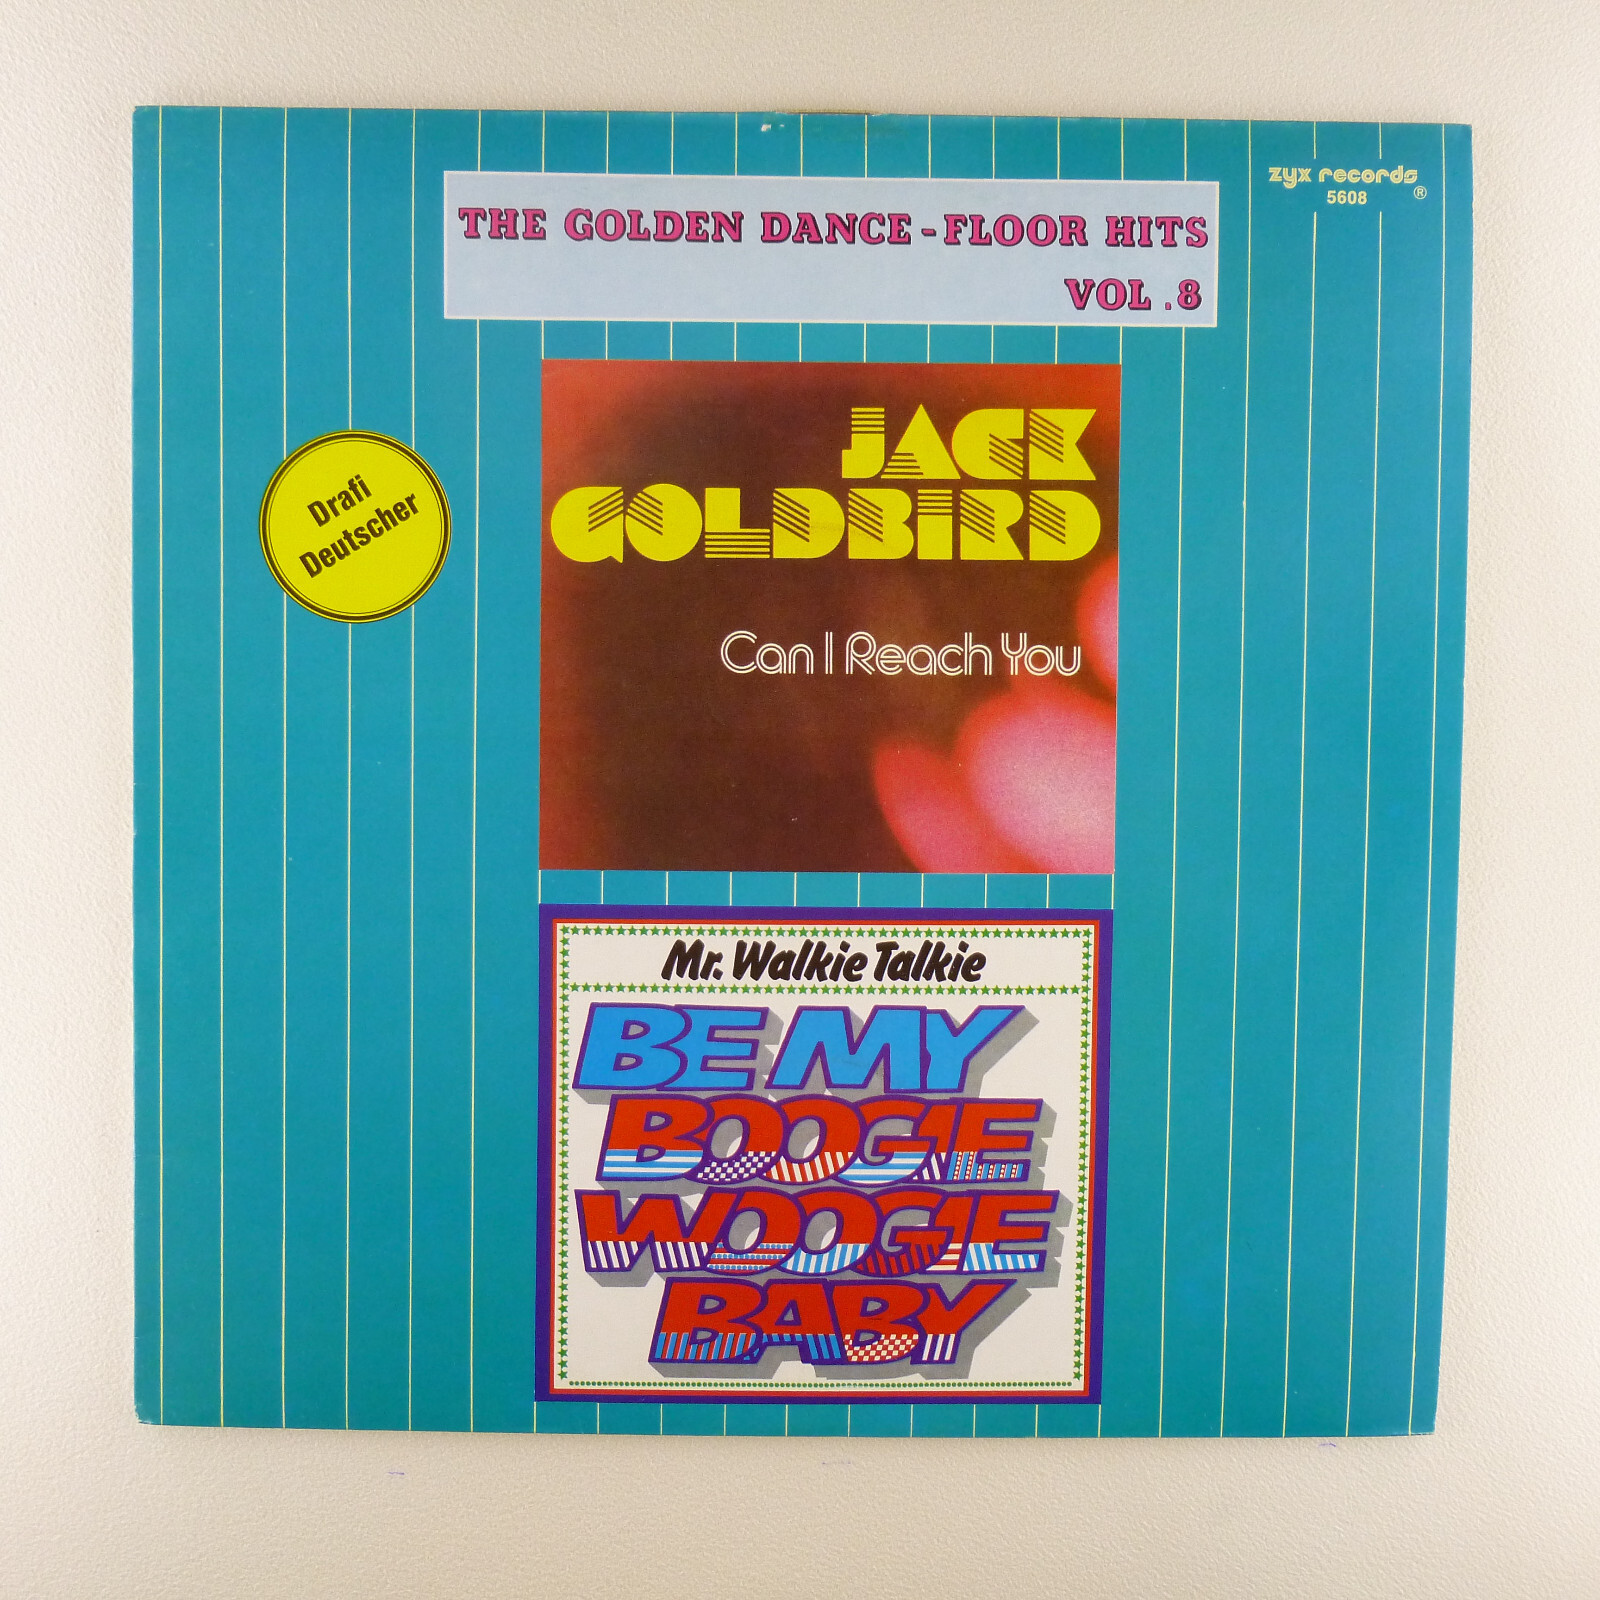 zyx records
5608
®
THE GOLDEN DANCE-FLOOR HITS
VOL .8
Drafi
Deutscher
JACK
GOLDBIRD
Can I Reach You
Mr. Walkie Talkie
BE MY
BOOGIE
WOOGIE
BABY